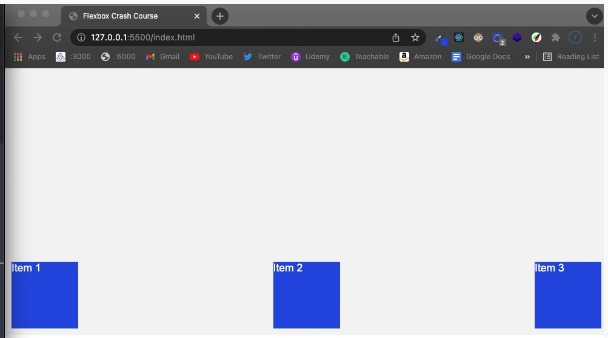 Flexbox Crash Course
127.0.0.1:5500/index.html
Apps :3000 :5000 Gmail YouTube Twitter Udemy Teachable Amazon Google Docs » Reading List
Item 1 Item 2 Item 3